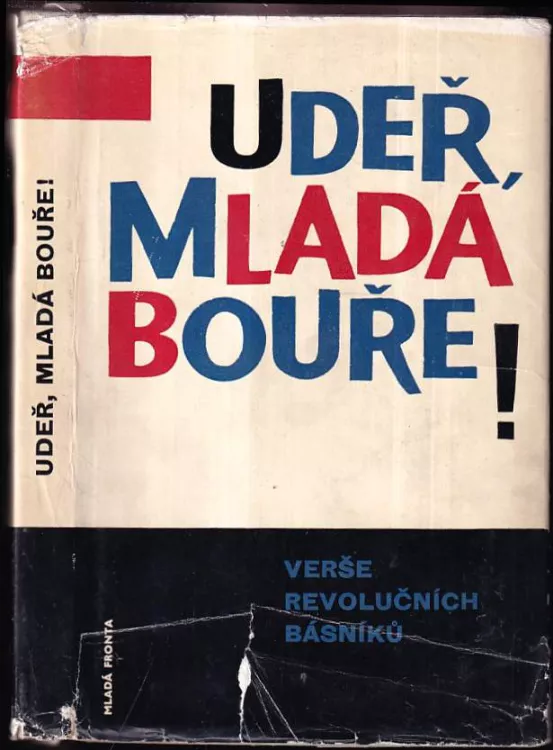 UDEŘ,
MLADÁ
BOUŘE!
VERŠE
REVOLUČNÍCH
BÁSNÍKŮ
UDEŘ, MLADÁ BOUŘE!
MLADÁ FRONTA